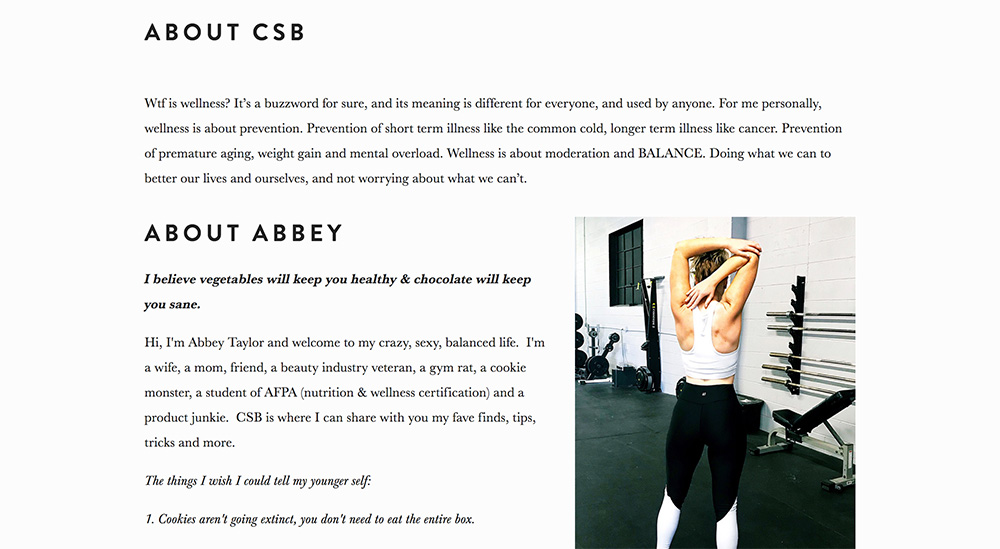 ABOUT CSB
Wtf is wellness? It’s a buzzword for sure, and its meaning is different for everyone, and used by anyone. For me personally,
wellness is about prevention. Prevention of short term illness like the common cold, longer term illness like cancer. Prevention
of premature aging, weight gain and mental overload. Wellness is about moderation and BALANCE. Doing what we can to
better our lives and ourselves, and not worrying about what we can’t.
ABOUT ABBEY
I believe vegetables will keep you healthy & chocolate will keep
you sane.
Hi, I'm Abbey Taylor and welcome to my crazy, sexy, balanced life.  I'm
a wife, a mom, friend, a beauty industry veteran, a gym rat, a cookie
monster, a student of AFPA (nutrition & wellness certification) and a
product junkie.  CSB is where I can share with you my fave finds, tips,
tricks and more.
The things I wish I could tell my younger self:
1. Cookies aren't going extinct, you don't need to eat the entire box.